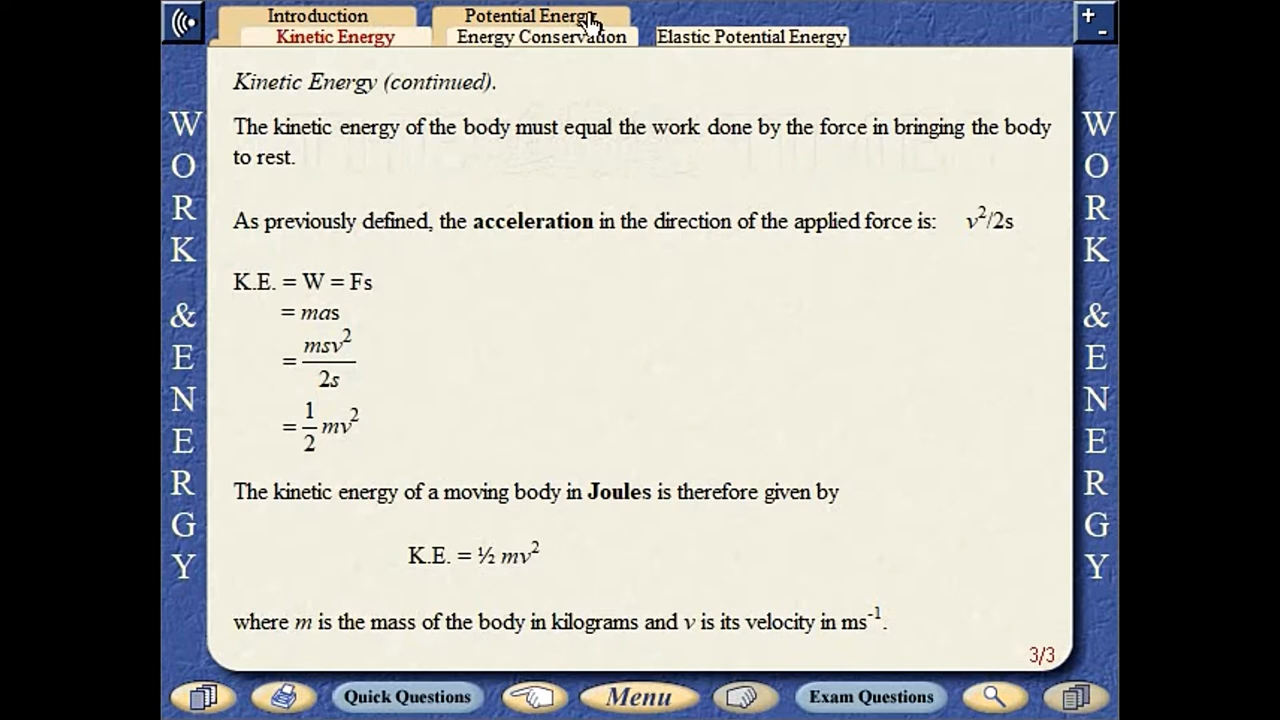 Introduction
Potential Energy
Kinetic Energy
Energy Conservation
Elastic Potential Energy
+
-
WORK & ENERGY
Kinetic Energy (continued).
The kinetic energy of the body must equal the work done by the force in bringing the body
to rest.
As previously defined, the acceleration in the direction of the applied force is: v²/2s
K.E. = W = Fs
= mas
= msv²/2s
= 1/2 mv²
The kinetic energy of a moving body in Joules is therefore given by
K.E. = ½ mv²
where m is the mass of the body in kilograms and v is its velocity in ms⁻¹.
3/3
WORK & ENERGY
Quick Questions
Menu
Exam Questions